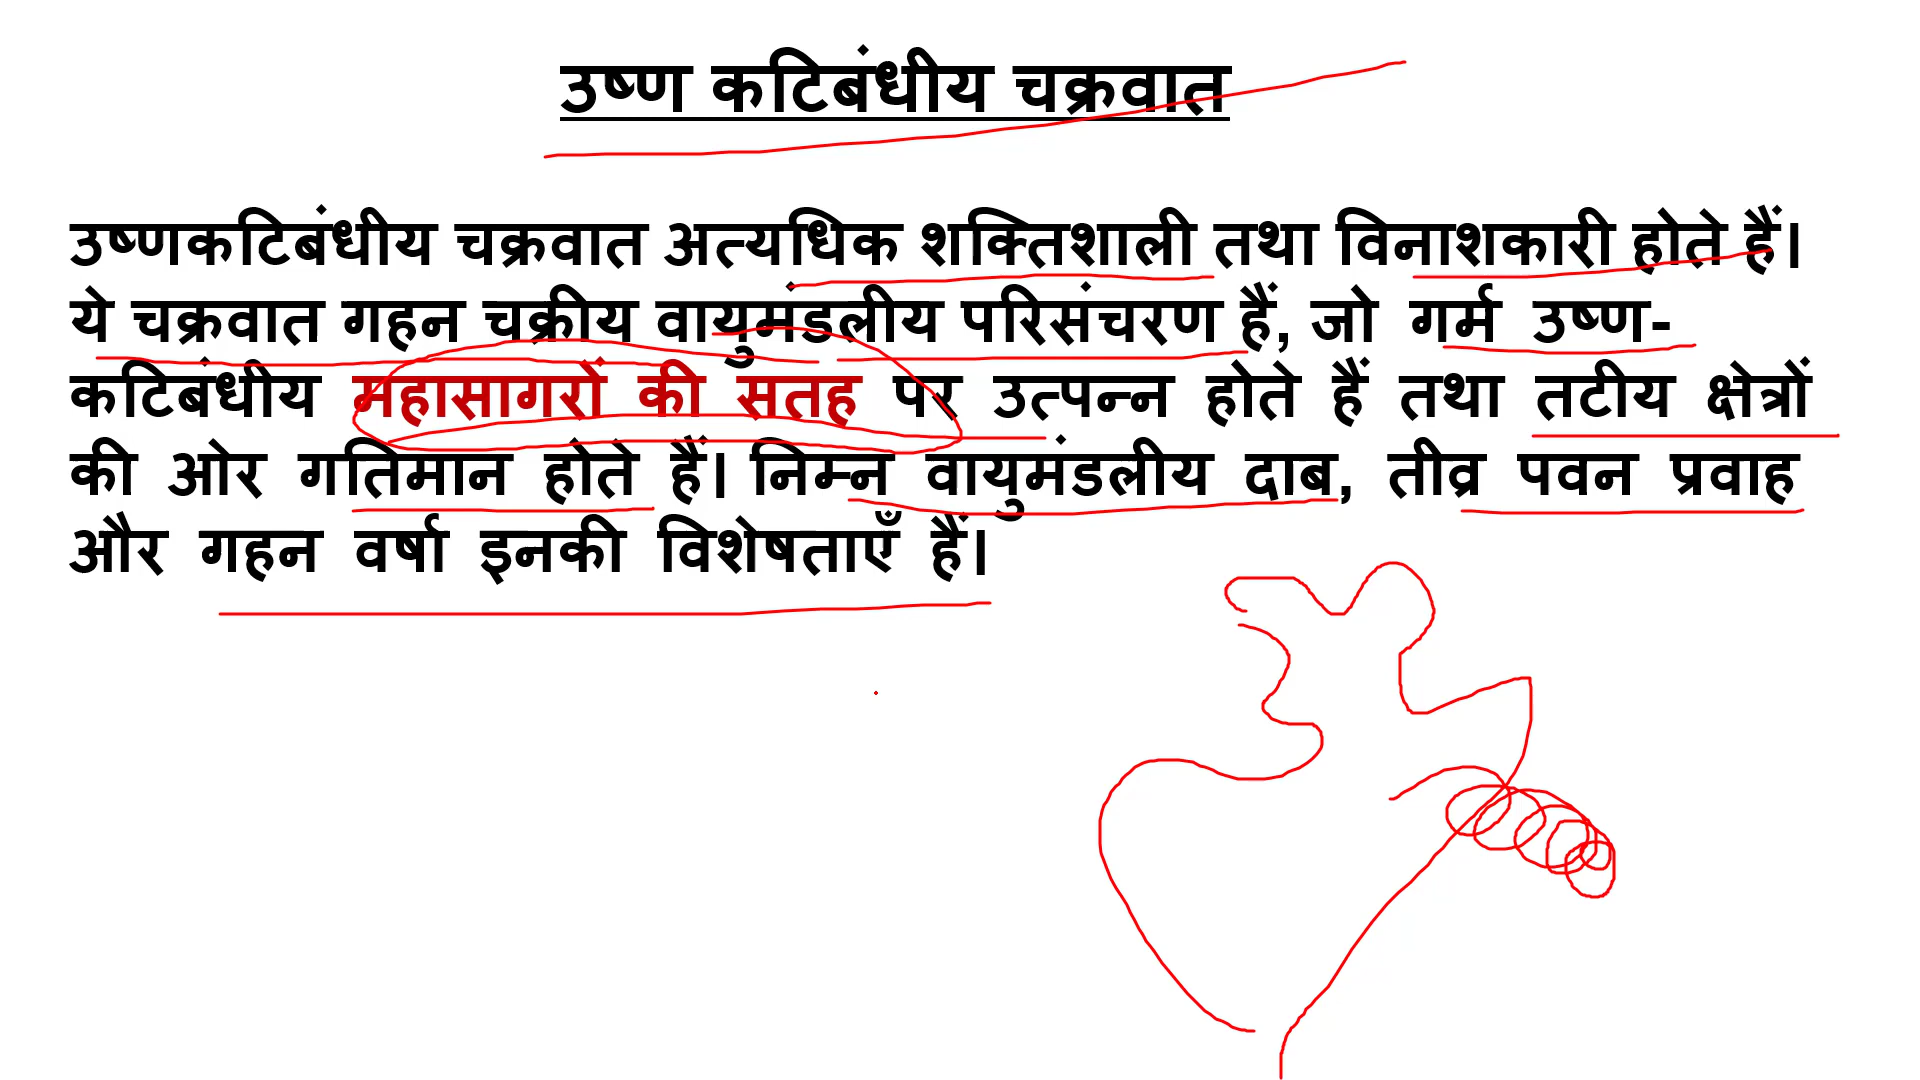 उष्ण कटिबंधीय चक्रवात
उष्णकटिबंधीय चक्रवात अत्यधिक शक्तिशाली तथा विनाशकारी होते हैं।
ये चक्रवात गहन चक्रीय वायुमंडलीय परिसंचरण हैं, जो गर्म उष्ण-
कटिबंधीय महासागरों की सतह पर उत्पन्न होते हैं तथा तटीय क्षेत्रों
की ओर गतिमान होते हैं। निम्न वायुमंडलीय दाब, तीव्र पवन प्रवाह
और गहन वर्षा इनकी विशेषताएँ हैं।